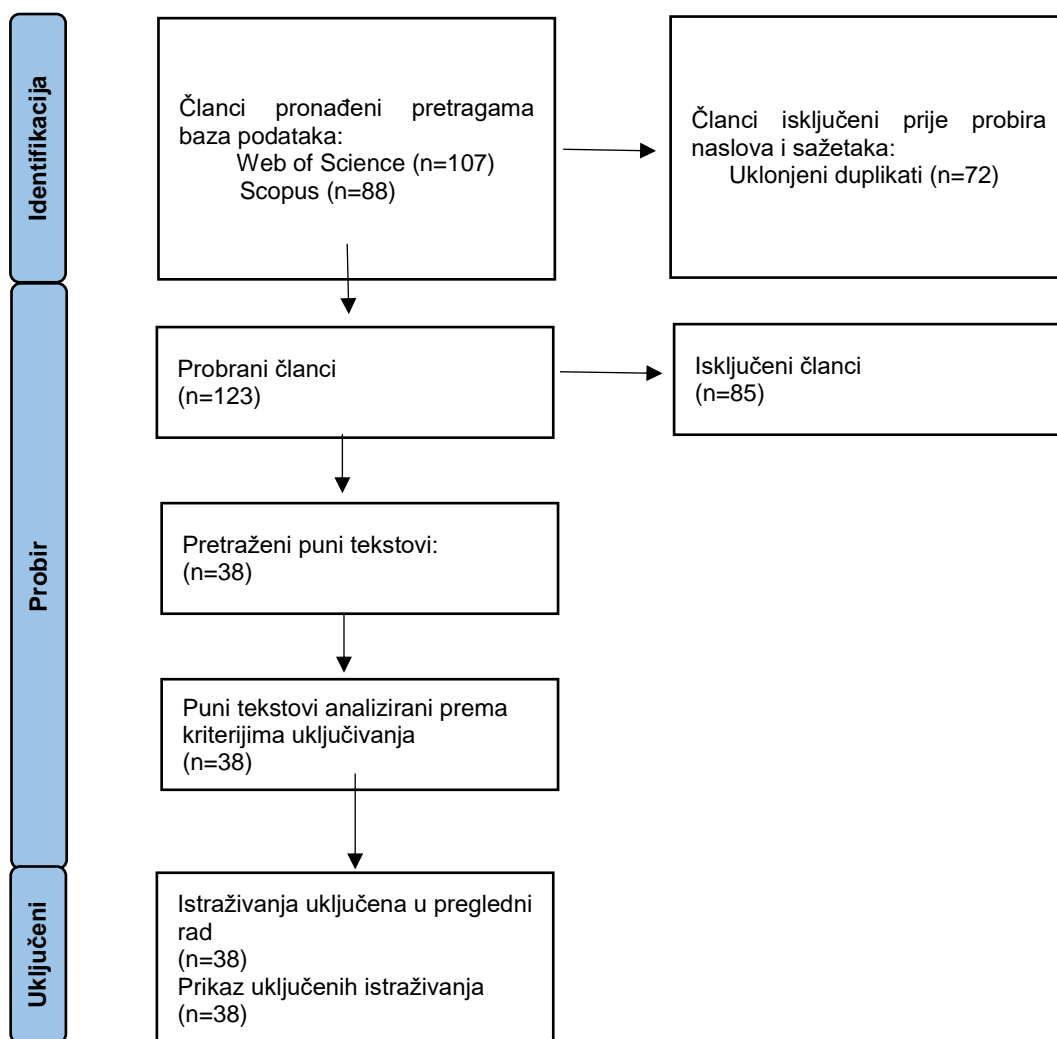 Identifikacija
Članci pronađeni pretragama
baza podataka:
Web of Science (n=107)
Scopus (n=88)
Članci isključeni prije probira
naslova i sažetaka:
Uklonjeni duplikati (n=72)
Probir
Probrani članci
(n=123)
Isključeni članci
(n=85)
Pretraženi puni tekstovi:
(n=38)
Puni tekstovi analizirani prema
kriterijima uključivanja
(n=38)
Uključeni
Istraživanja uključena u pregledni
rad
(n=38)
Prikaz uključenih istraživanja
(n=38)